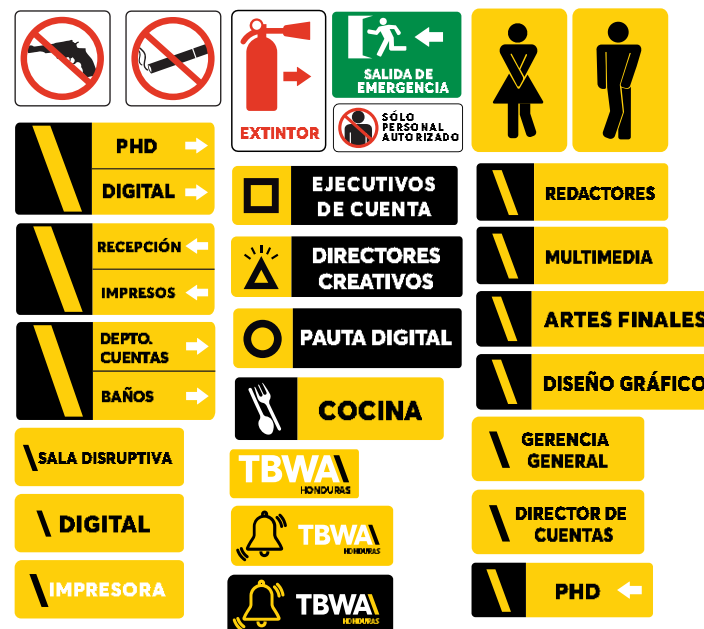 EXTINTOR
SALIDA DE
EMERGENCIA
SÓLO
PERSONAL
AUTORIZADO
PHD
DIGITAL
RECEPCIÓN
IMPRESOS
DEPTO.
CUENTAS
BAÑOS
SALA DISRUPTIVA
DIGITAL
IMPRESORA
EJECUTIVOS
DE CUENTA
DIRECTORES
CREATIVOS
PAUTA DIGITAL
COCINA
TBWA\
HONDURAS
TBWA\
HONDURAS
TBWA\
HONDURAS
REDACTORES
MULTIMEDIA
ARTES FINALES
DISEÑO GRÁFICO
GERENCIA
GENERAL
DIRECTOR DE
CUENTAS
PHD